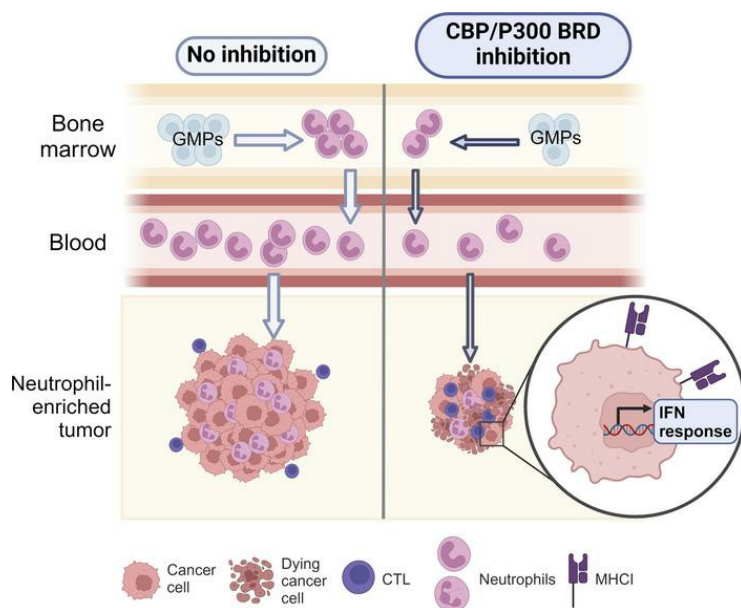 No inhibition
CBP/P300 BRD
inhibition
Bone
marrow
GMPs
GMPs
Blood
Neutrophil-
enriched
tumor
IFN
response
Cancer
cell
Dying
cancer
cell
CTL
Neutrophils
MHCI